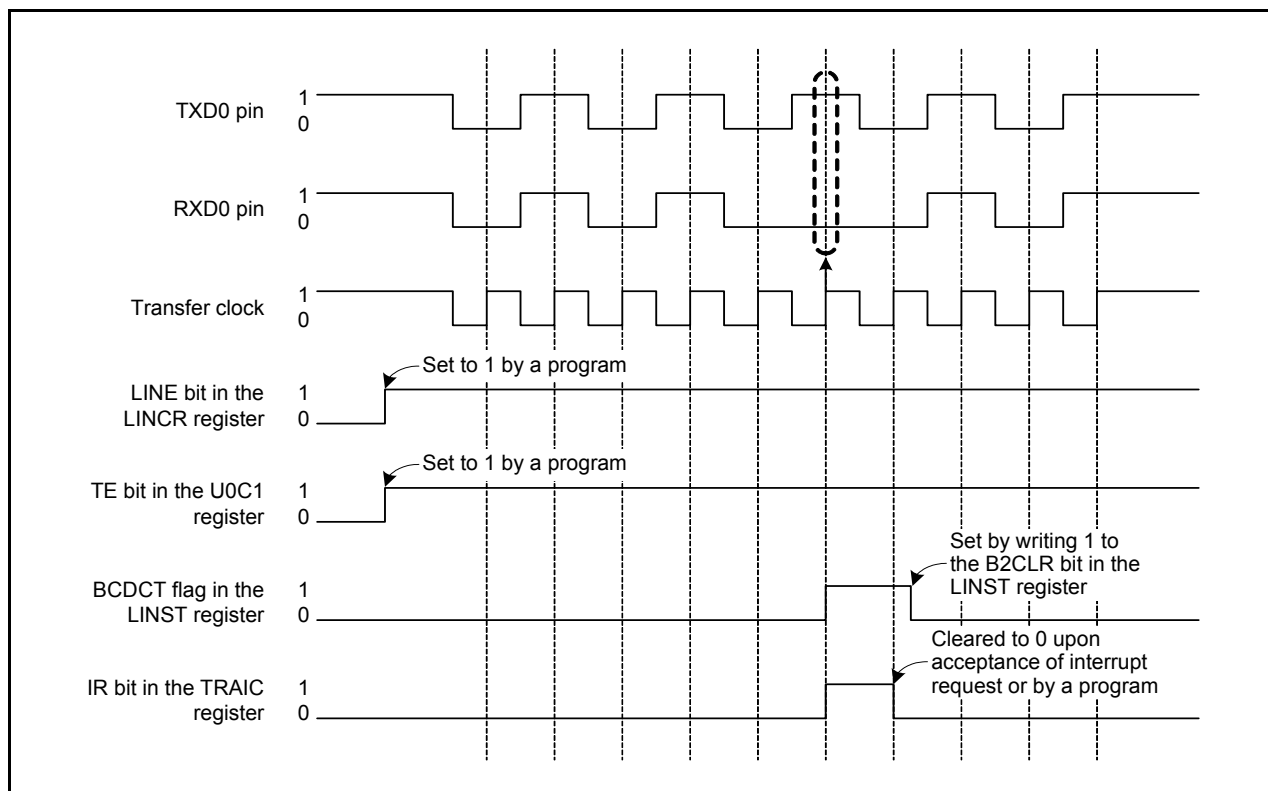 TXD0 pin
1
0
RXD0 pin
1
0
Transfer clock
1
0
Set to 1 by a program
LINE bit in the
LINCR register
1
0
Set to 1 by a program
TE bit in the U0C1
register
1
0
Set by writing 1 to
the B2CLR bit in the
LINST register
BCDCT flag in the
LINST register
1
0
Cleared to 0 upon
acceptance of interrupt
request or by a program
IR bit in the TRAIC
register
1
0